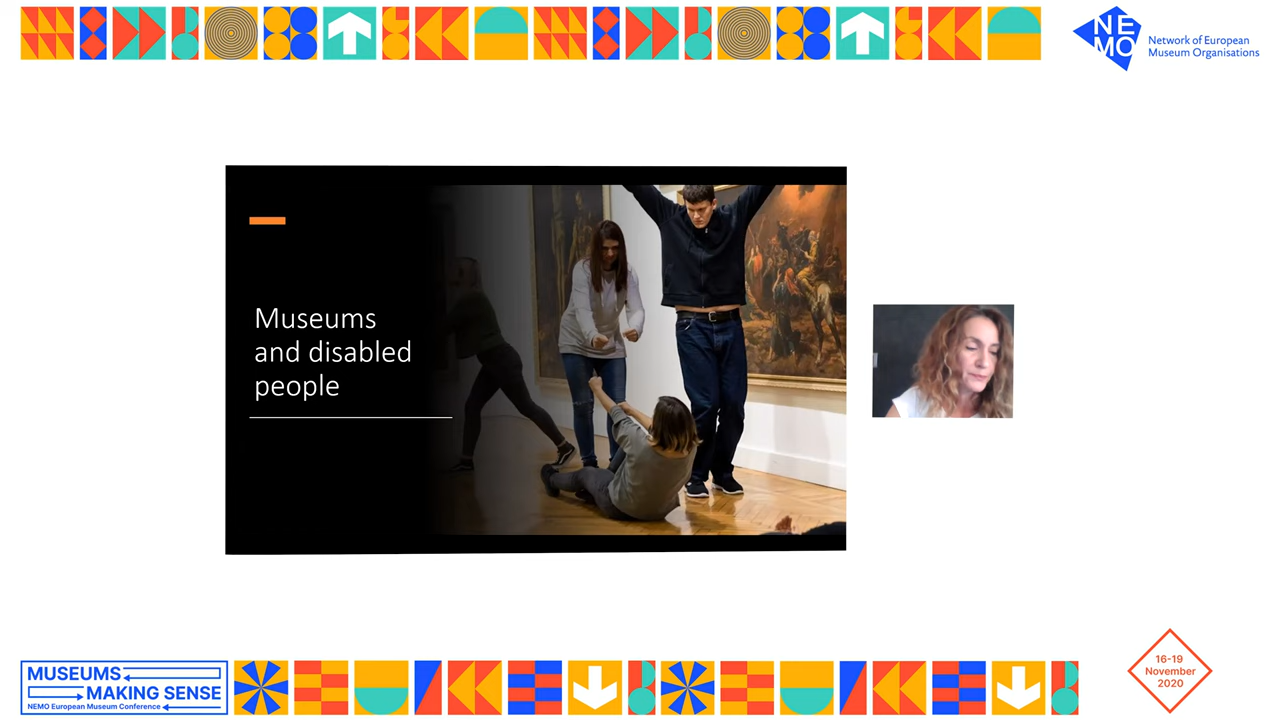 NE
MO
Network of European
Museum Organisations
Museums
and disabled
people
MUSEUMS
MAKING SENSE
NEMO European Museum Conference
16-19
November
2020